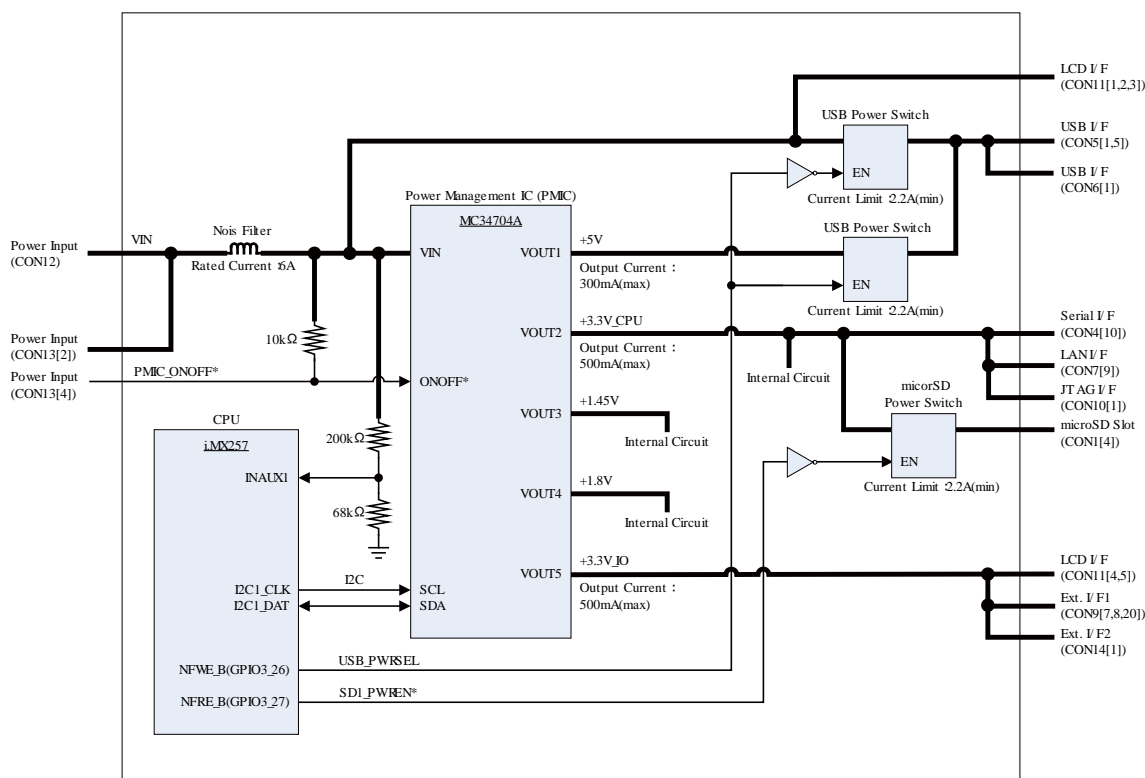 LCD I/F
(CON11[1,2,3])
USB Power Switch
USB I/F
(CON5[1,5])
EN
USB I/F
(CON6[1])
Current Limit :2.2A(min)
Power Management IC (PMIC)
MC34704A
Nois Filter
Power Input
(CON12)
VIN
Rated Current :6A
VIN
VOUT1
+5V
USB Power Switch
Output Current :
300mA(max)
EN
Current Limit :2.2A(min)
Power Input
(CON13[2])
10kΩ
VOUT2
+3.3V_CPU
Output Current :
500mA(max)
Serial I/F
(CON4[10])
LAN I/F
(CON7[9])
Internal Circuit
Power Input
(CON13[4])
PMIC_ONOFF*
ONOFF*
JTAG I/F
(CON10[1])
micorSD
Power Switch
microSD Slot
(CON1[4])
EN
Current Limit :2.2A(min)
VOUT3
+1.45V
Internal Circuit
CPU
i.MX257
200kΩ
INAUX1
68kΩ
VOUT4
+1.8V
Internal Circuit
VOUT5
+3.3V_IO
Output Current :
500mA(max)
LCD I/F
(CON11[4,5])
Ext. I/F1
(CON9[7,8,20])
Ext. I/F2
(CON14[1])
I2C1_CLK
I2C
SCL
I2C1_DAT
SDA
NFWE_B(GPIO3_26)
USB_PWRSEL
NFRE_B(GPIO3_27)
SD1_PWREN*